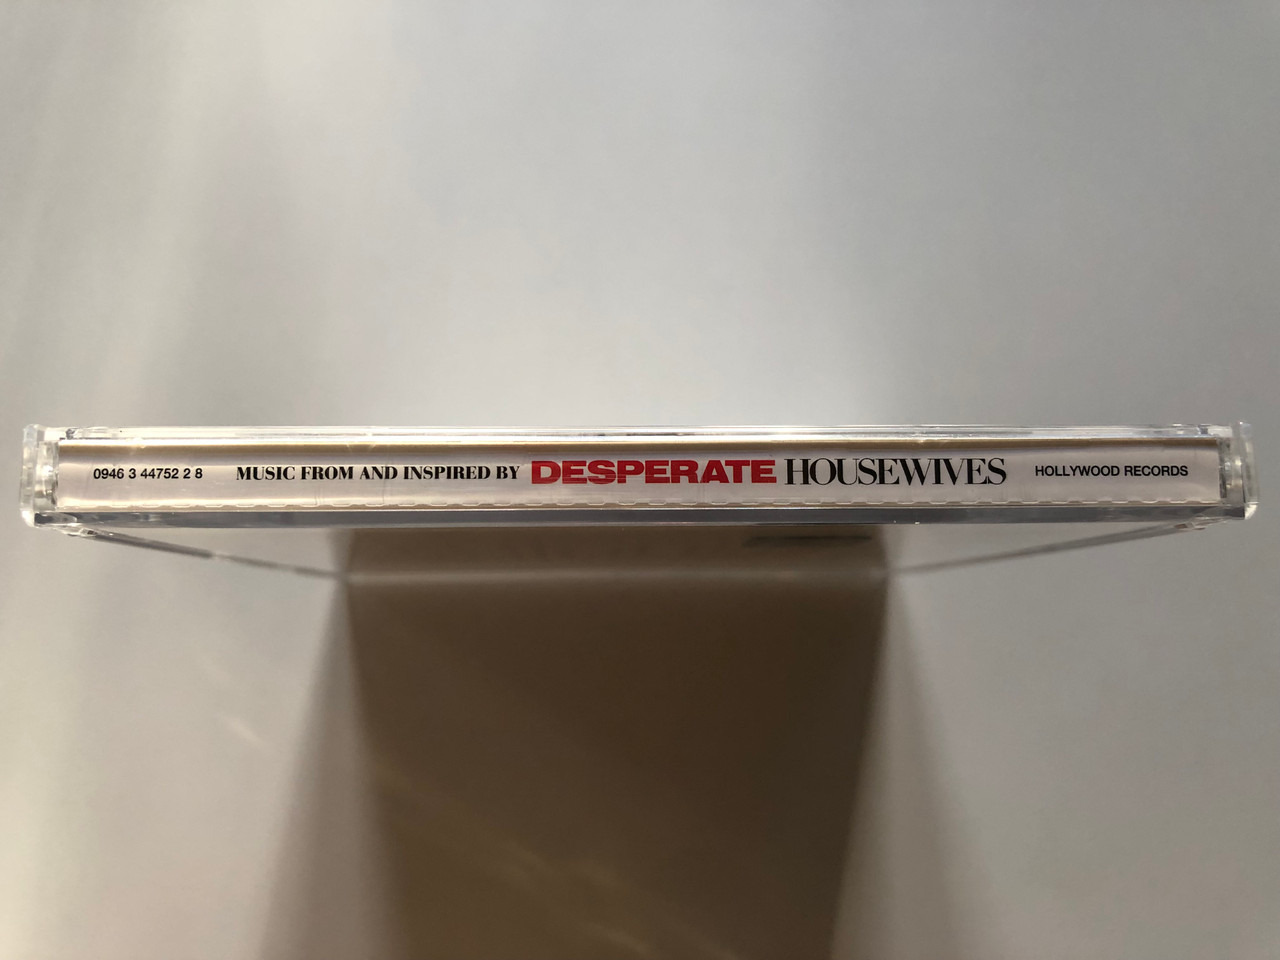 0946 3 44752 2 8 MUSIC FROM AND INSPIRED BY DESPERATE HOUSEWIVES HOLLYWOOD RECORDS